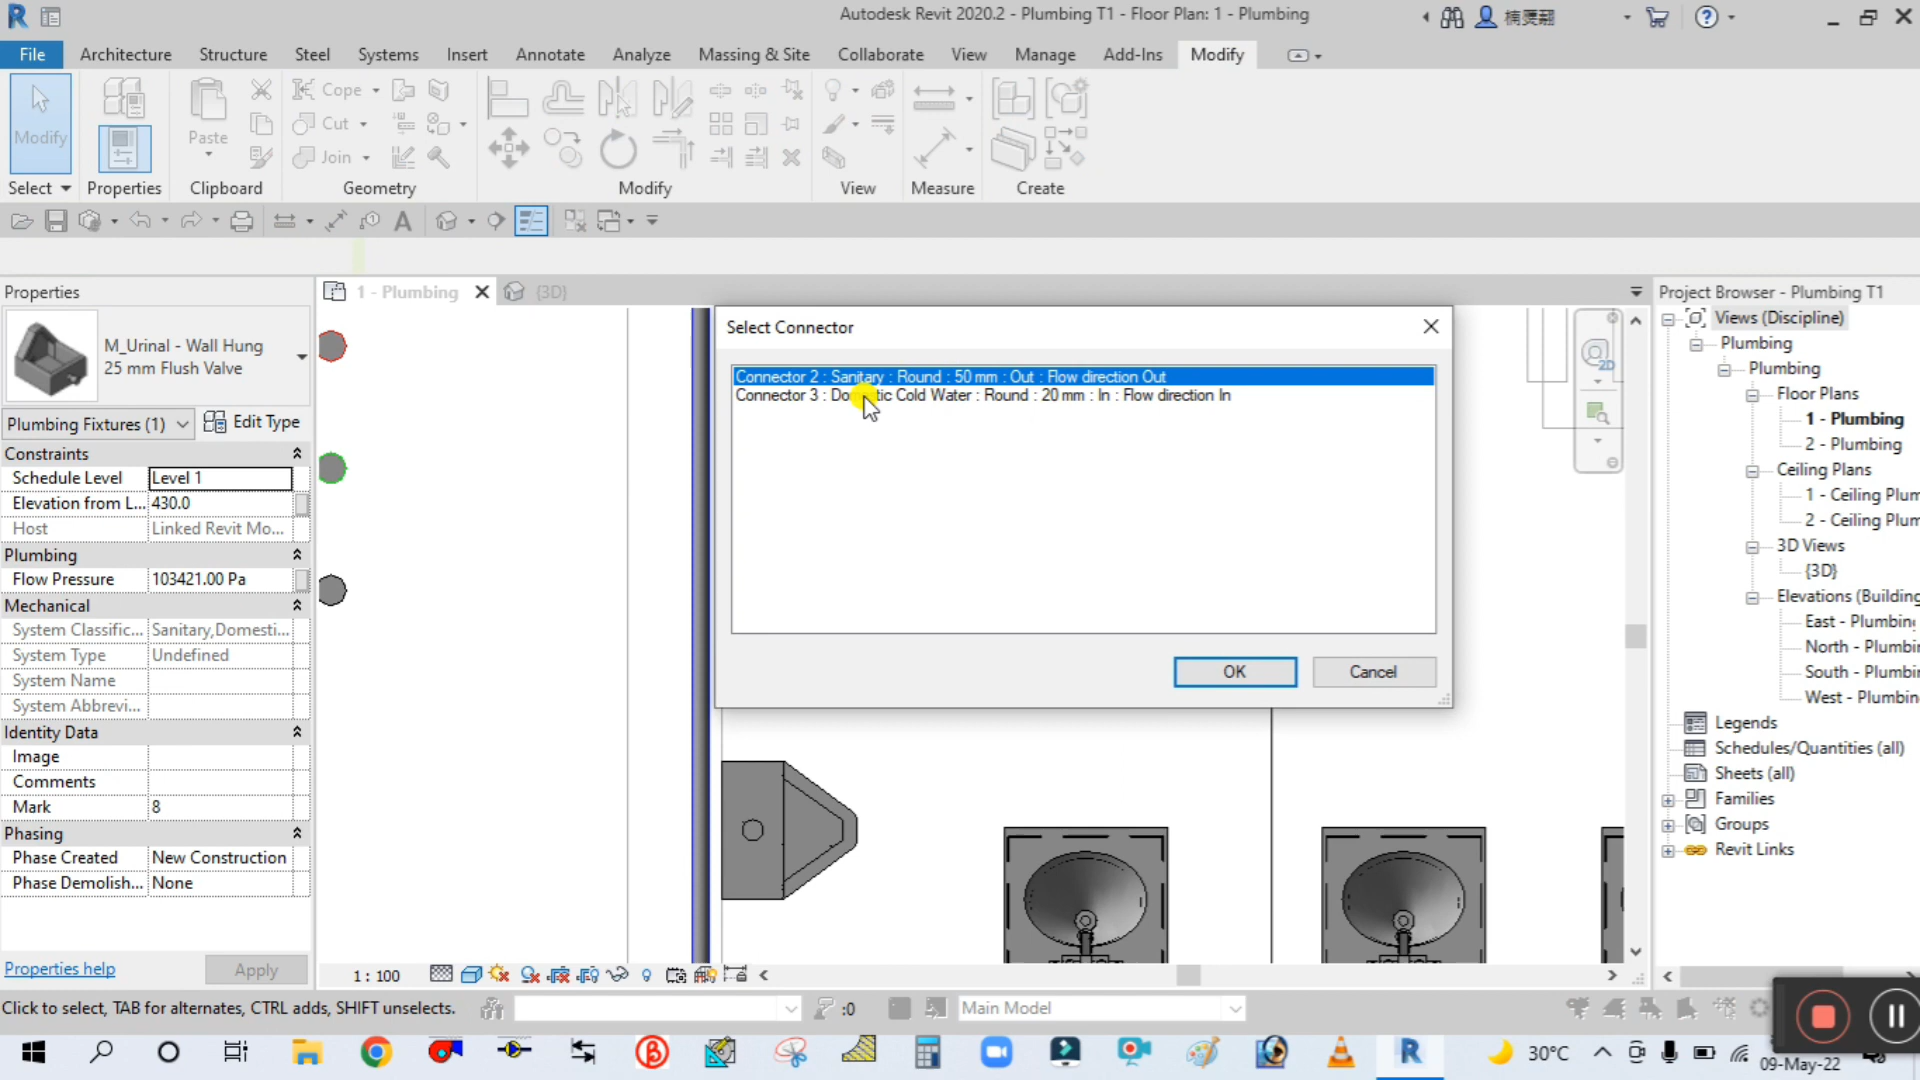 Autodesk Revit 2020.2 - Plumbing T1 - Floor Plan: 1 - Plumbing
File Architecture Structure Steel Systems Insert Annotate Analyze Massing & Site Collaborate View Manage Add-Ins Modify
Modify
Paste
Cope
Cut
Join
Select Properties Clipboard Geometry Modify View Measure Create
Properties
1 - Plumbing
{3D}
M_Urinal - Wall Hung
25 mm Flush Valve
Plumbing Fixtures (1) Edit Type
Constraints
Schedule Level Level 1
Elevation from L... 430.0
Host Linked Revit Mo...
Plumbing
Flow Pressure 103421.00 Pa
Mechanical
System Classific... Sanitary,Domesti...
System Type Undefined
System Name
System Abbrevi...
Identity Data
Image
Comments
Mark 8
Phasing
Phase Created New Construction
Phase Demolish... None
Properties help Apply
Select Connector
Connector 2 : Sanitary : Round : 50 mm : Out : Flow direction Out
Connector 3 : Domestic Cold Water : Round : 20 mm : In : Flow direction In
OK Cancel
2D
Project Browser - Plumbing T1
Views (Discipline)
Plumbing
Plumbing
Floor Plans
1 - Plumbing
2 - Plumbing
Ceiling Plans
1 - Ceiling Plum
2 - Ceiling Plum
3D Views
{3D}
Elevations (Building
East - Plumbin
North - Plumbi
South - Plumbi
West - Plumbin
Legends
Schedules/Quantities (all)
Sheets (all)
Families
Groups
Revit Links
1 : 100
Click to select, TAB for alternates, CTRL adds, SHIFT unselects.
:0
Main Model
30°C
09-May-22